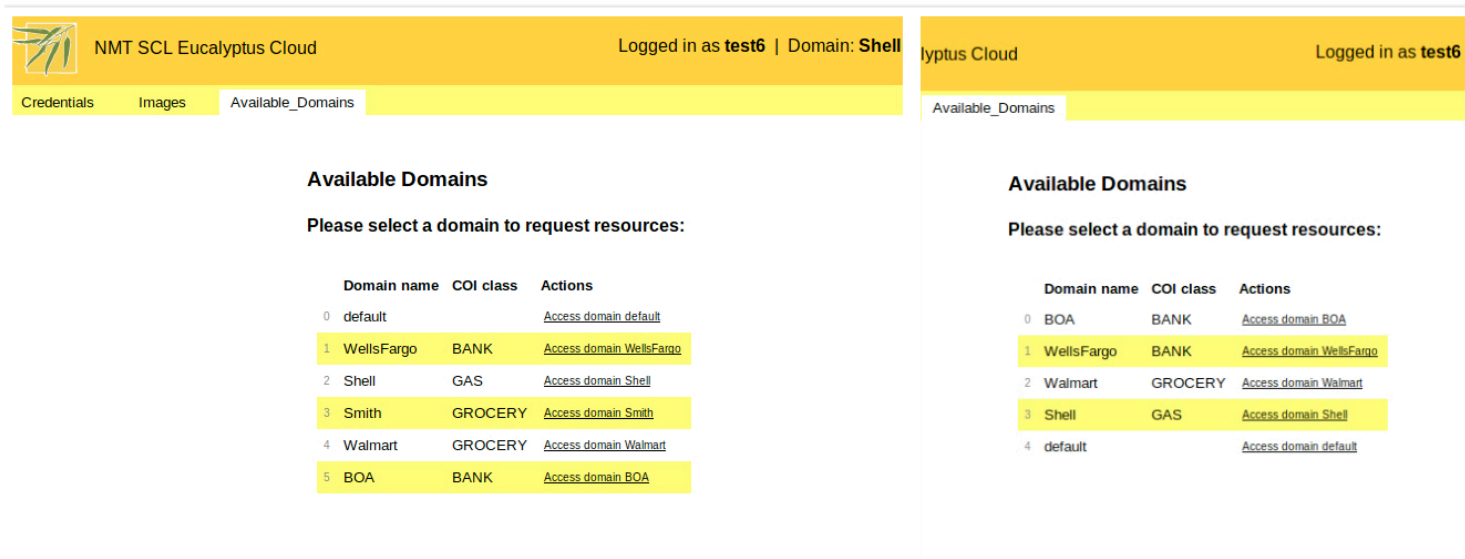 NMT SCL Eucalyptus Cloud
Logged in as test6 | Domain: Shell
Credentials Images Available_Domains
Available Domains
Please select a domain to request resources:
Domain name COI class Actions
0 default Access domain default
1 WellsFargo BANK Access domain WellsFargo
2 Shell GAS Access domain Shell
3 Smith GROCERY Access domain Smith
4 Walmart GROCERY Access domain Walmart
5 BOA BANK Access domain BOA
lyptus Cloud
Logged in as test6
Available_Domains
Available Domains
Please select a domain to request resources:
Domain name COI class Actions
0 BOA BANK Access domain BOA
1 WellsFargo BANK Access domain WellsFargo
2 Walmart GROCERY Access domain Walmart
3 Shell GAS Access domain Shell
4 default Access domain default